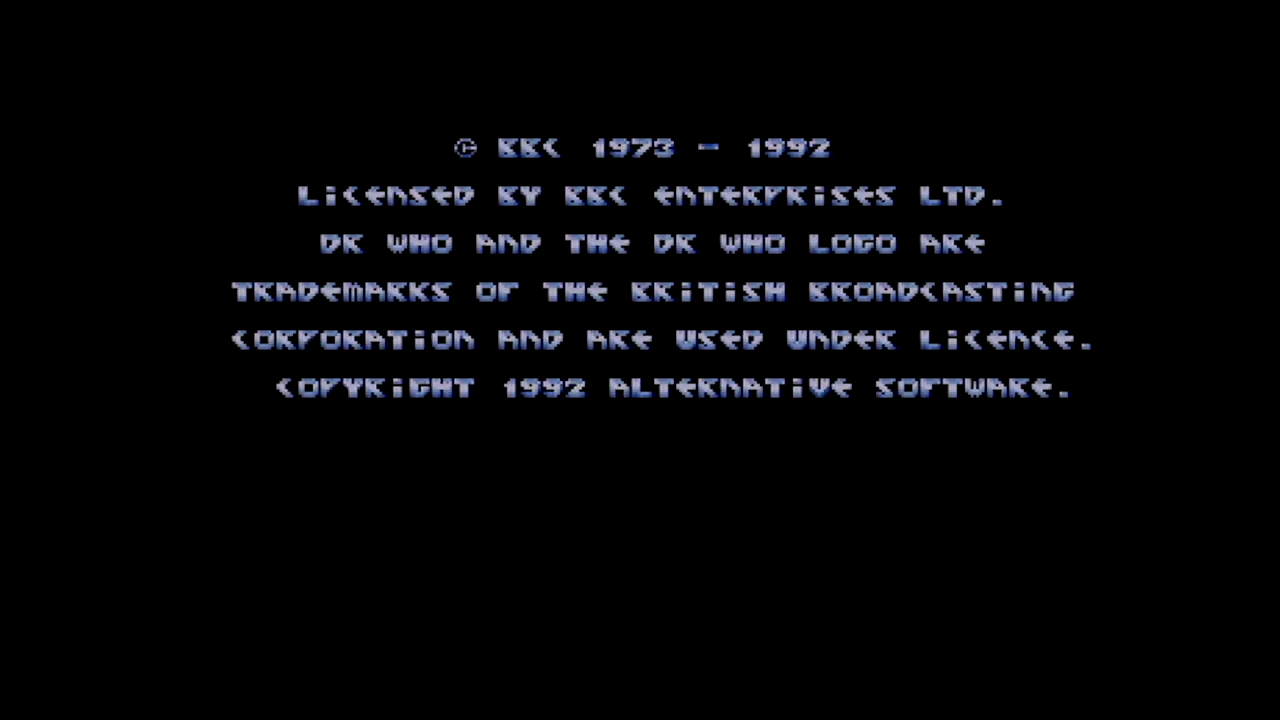 © BBC 1973 - 1992
LiCENSED BY BBC ENTERPRiSES LTD.
DR WHO AND THE DR WHO LOGO ARE
TRADEMARKS OF THE BRiTiSH BROADCASTiNG
CORPORATiON AND ARE USED UNDER LiCENCE.
COPYRiGHT 1992 ALTERNATiVE SOFTWARE.